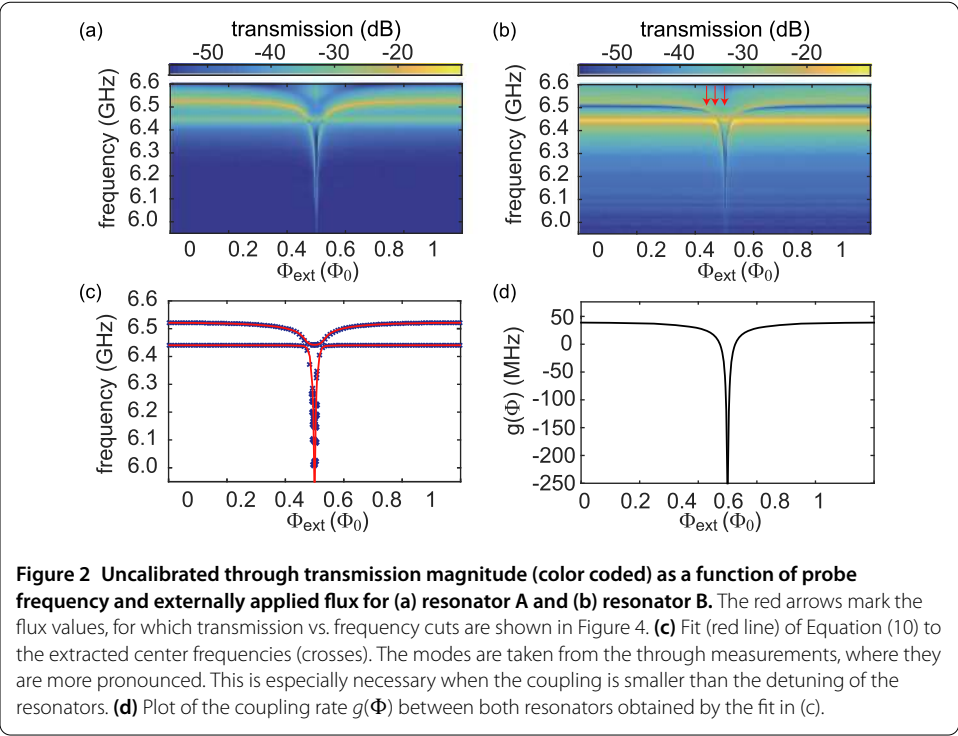 (a) transmission (dB)
-50 -40 -30 -20
frequency (GHz)
6.6
6.5
6.4
6.3
6.2
6.1
6.0
0 0.2 0.4 0.6 0.8 1
Φext (Φ0)
(b) transmission (dB)
-50 -40 -30 -20
frequency (GHz)
6.6
6.5
6.4
6.3
6.2
6.1
6.0
0 0.2 0.4 0.6 0.8 1
Φext (Φ0)
(c)
frequency (GHz)
6.6
6.5
6.4
6.3
6.2
6.1
6.0
0 0.2 0.4 0.6 0.8 1
Φext (Φ0)
(d)
g(Φ) (MHz)
50
0
-50
-100
-150
-200
-250
0 0.2 0.4 0.6 0.8 1
Φext (Φ0)
Figure 2 Uncalibrated through transmission magnitude (color coded) as a function of probe
frequency and externally applied flux for (a) resonator A and (b) resonator B. The red arrows mark the
flux values, for which transmission vs. frequency cuts are shown in Figure 4. (c) Fit (red line) of Equation (10) to
the extracted center frequencies (crosses). The modes are taken from the through measurements, where they
are more pronounced. This is especially necessary when the coupling is smaller than the detuning of the
resonators. (d) Plot of the coupling rate g(Φ) between both resonators obtained by the fit in (c).